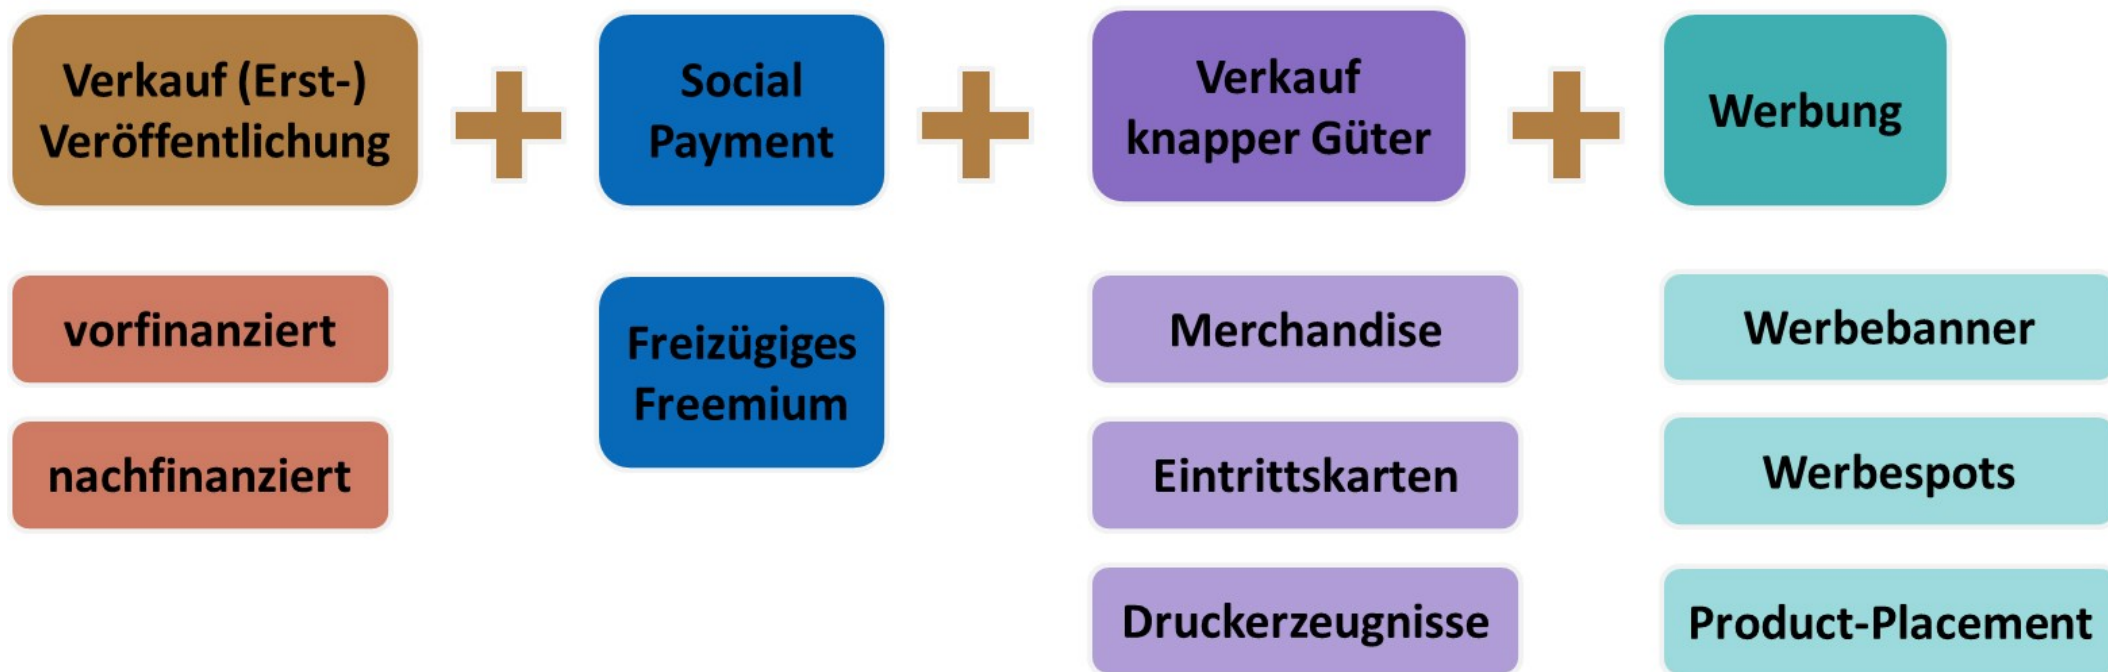 Verkauf (Erst-)
Veröffentlichung
Social
Payment
Verkauf
knapper Güter
Werbung
vorfinanziert
nachfinanziert
Freizügiges
Freemium
Merchandise
Eintrittskarten
Druckerzeugnisse
Werbebanner
Werbespots
Product-Placement